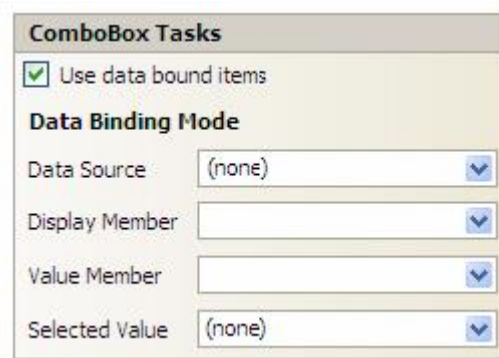 ComboBox Tasks
Use data bound items
Data Binding Mode
Data Source (none)
Display Member
Value Member
Selected Value (none)